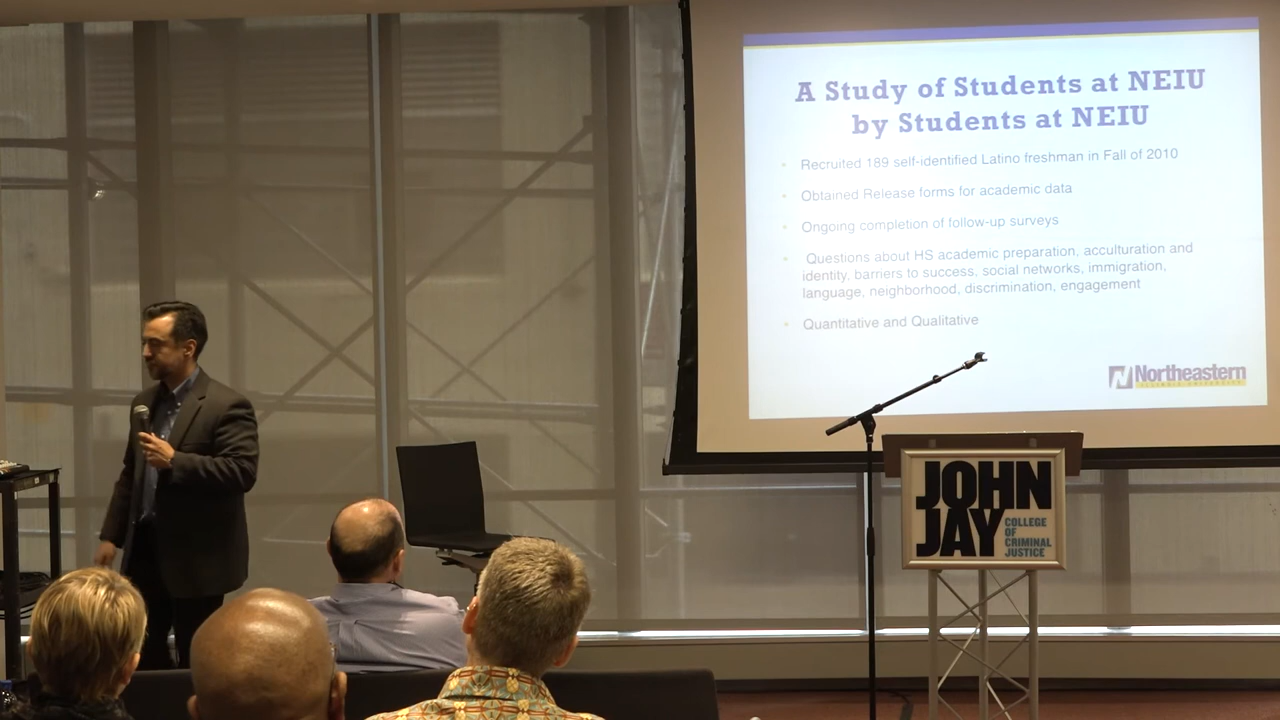 A Study of Students at NEIU
by Students at NEIU
Recruited 189 self-identified Latino freshman in Fall of 2010
Obtained Release forms for academic data
Ongoing completion of follow-up surveys
Questions about HS academic preparation, acculturation and
identity, barriers to success, social networks, immigration,
language, neighborhood, discrimination, engagement
Quantitative and Qualitative
Northeastern
ILLINOIS UNIVERSITY
JOHN
JAY
COLLEGE
OF
CRIMINAL
JUSTICE